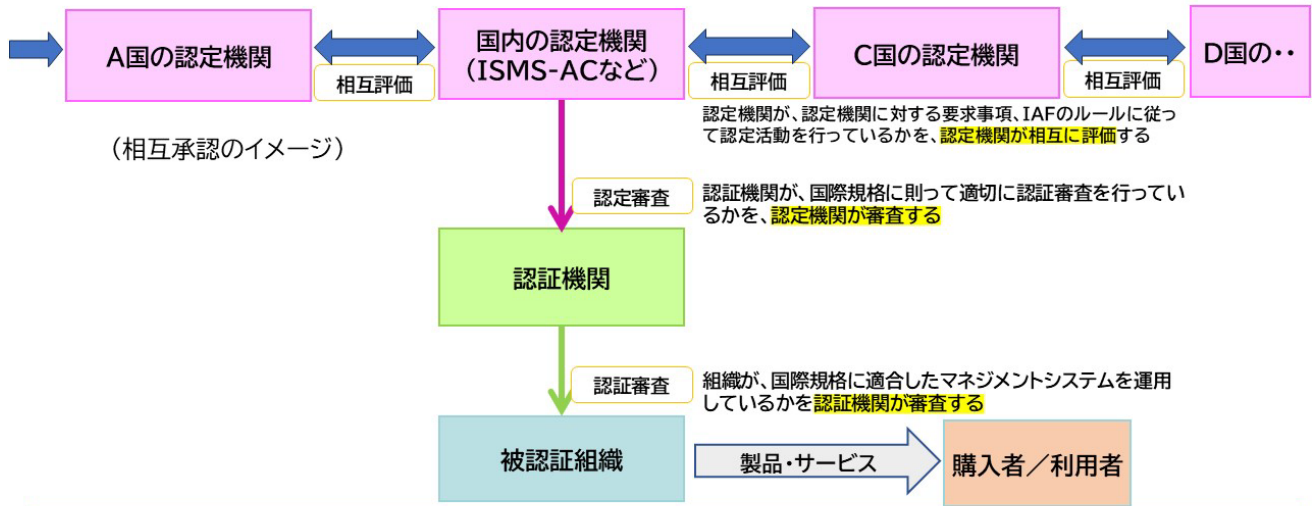 A国の認定機関
国内の認定機関
(ISMS-ACなど)
C国の認定機関
D国の・・
相互評価
相互評価
相互評価
認定機関が、認定機関に対する要求事項、IAFのルールに従っ
て認定活動を行っているかを、認定機関が相互に評価する
(相互承認のイメージ)
認定審査
認証機関が、国際規格に則って適切に認証審査を行ってい
るかを、認定機関が審査する
認証機関
認証審査
組織が、国際規格に適合したマネジメントシステムを運用
しているかを認証機関が審査する
被認証組織
製品・サービス
購入者／利用者